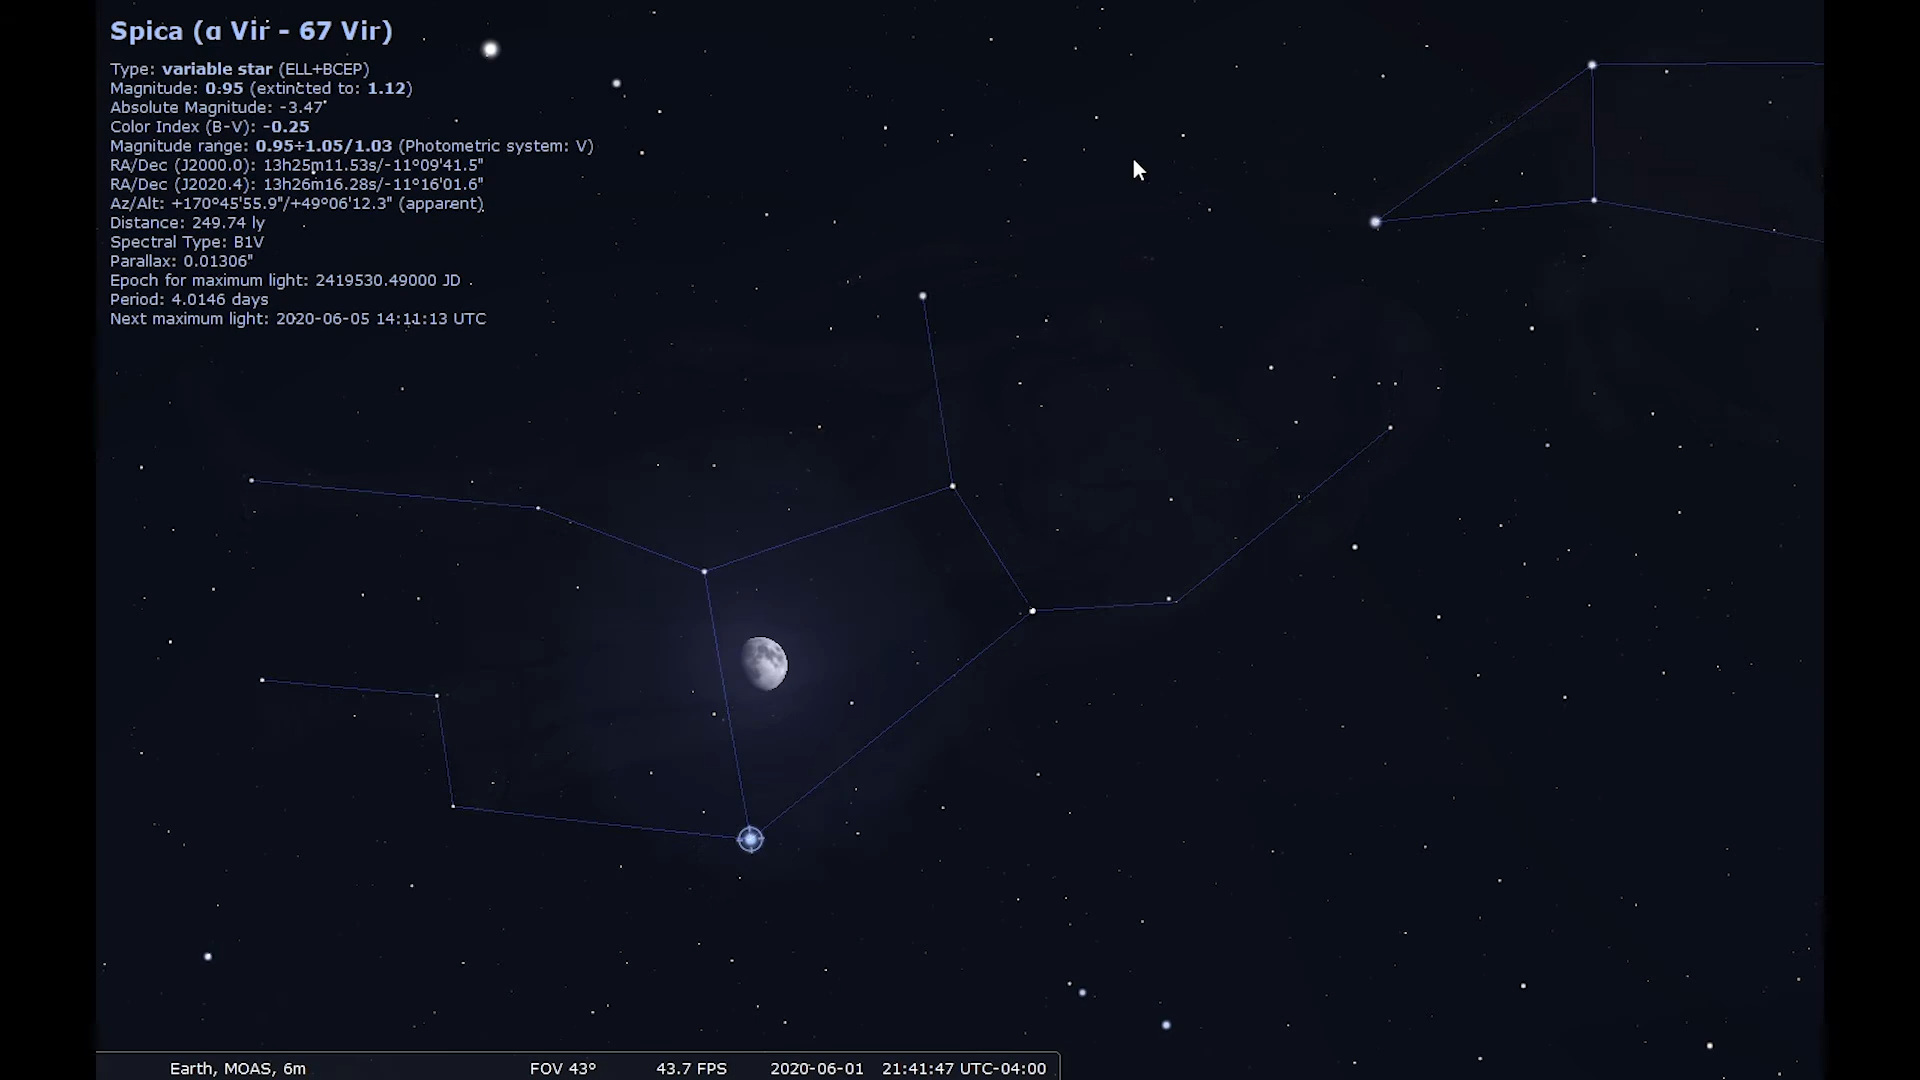 Spica (α Vir - 67 Vir)
Type: variable star (ELL+BCEP)
Magnitude: 0.95 (extincted to: 1.12)
Absolute Magnitude: -3.47
Color Index (B-V): -0.25
Magnitude range: 0.95÷1.05/1.03 (Photometric system: V)
RA/Dec (J2000.0): 13h25m11.53s/-11°09'41.5"
RA/Dec (J2020.4): 13h26m16.28s/-11°16'01.6"
Az/Alt: +170°45'55.9"/+49°06'12.3" (apparent)
Distance: 249.74 ly
Spectral Type: B1V
Parallax: 0.01306"
Epoch for maximum light: 2419530.49000 JD
Period: 4.0146 days
Next maximum light: 2020-06-05 14:11:13 UTC
Earth, MOAS, 6m FOV 43° 43.7 FPS 2020-06-01 21:41:47 UTC-04:00